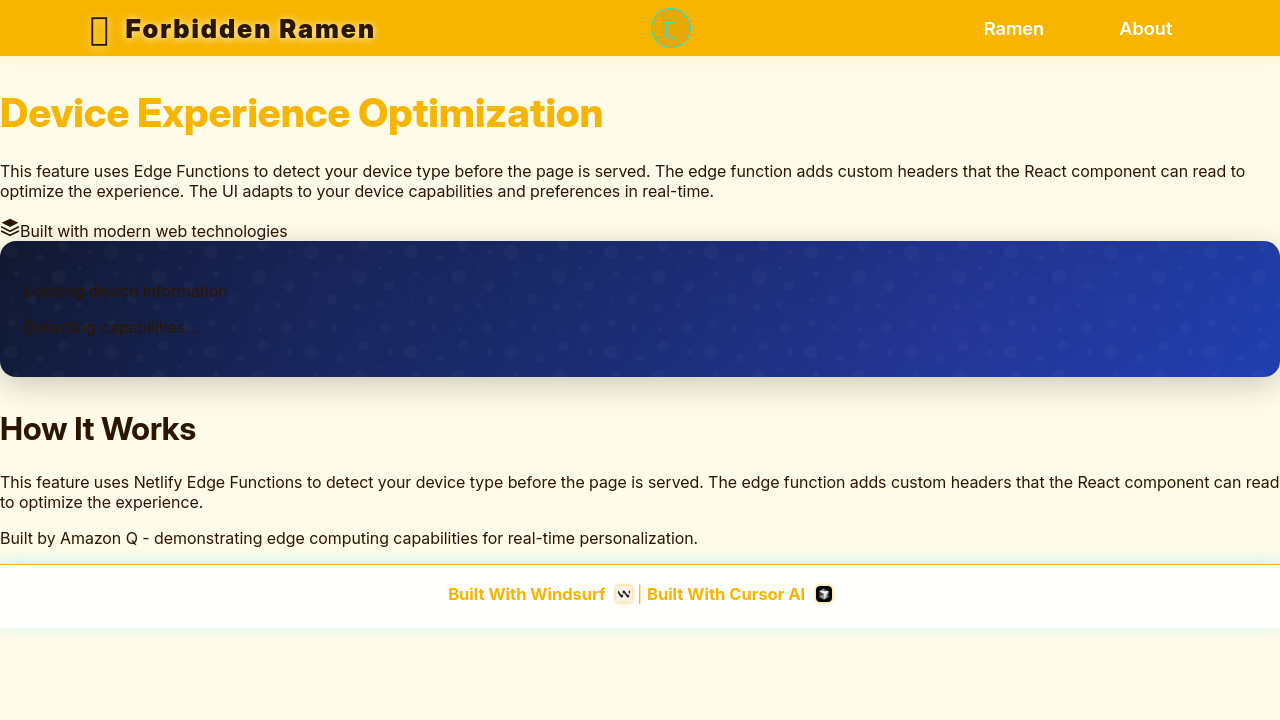 Forbidden Ramen
Ramen
About
Device Experience Optimization
This feature uses Edge Functions to detect your device type before the page is served. The edge function adds custom headers that the React component can read to
optimize the experience. The UI adapts to your device capabilities and preferences in real-time.
Built with modern web technologies
Loading device information
Detecting capabilities...
How It Works
This feature uses Netlify Edge Functions to detect your device type before the page is served. The edge function adds custom headers that the React component can read
to optimize the experience.
Built by Amazon Q - demonstrating edge computing capabilities for real-time personalization.
Built With Windsurf | Built With Cursor AI